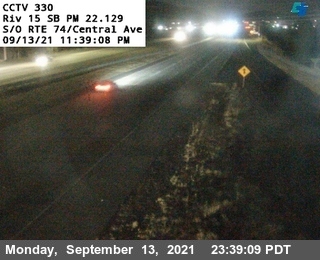 CCTV 330
Riv 15 SB PM 22.129
S/O RTE 74/Central Ave
09/13/21 11:39:08 PM
Monday, September 13, 2021 23:39:09 PDT